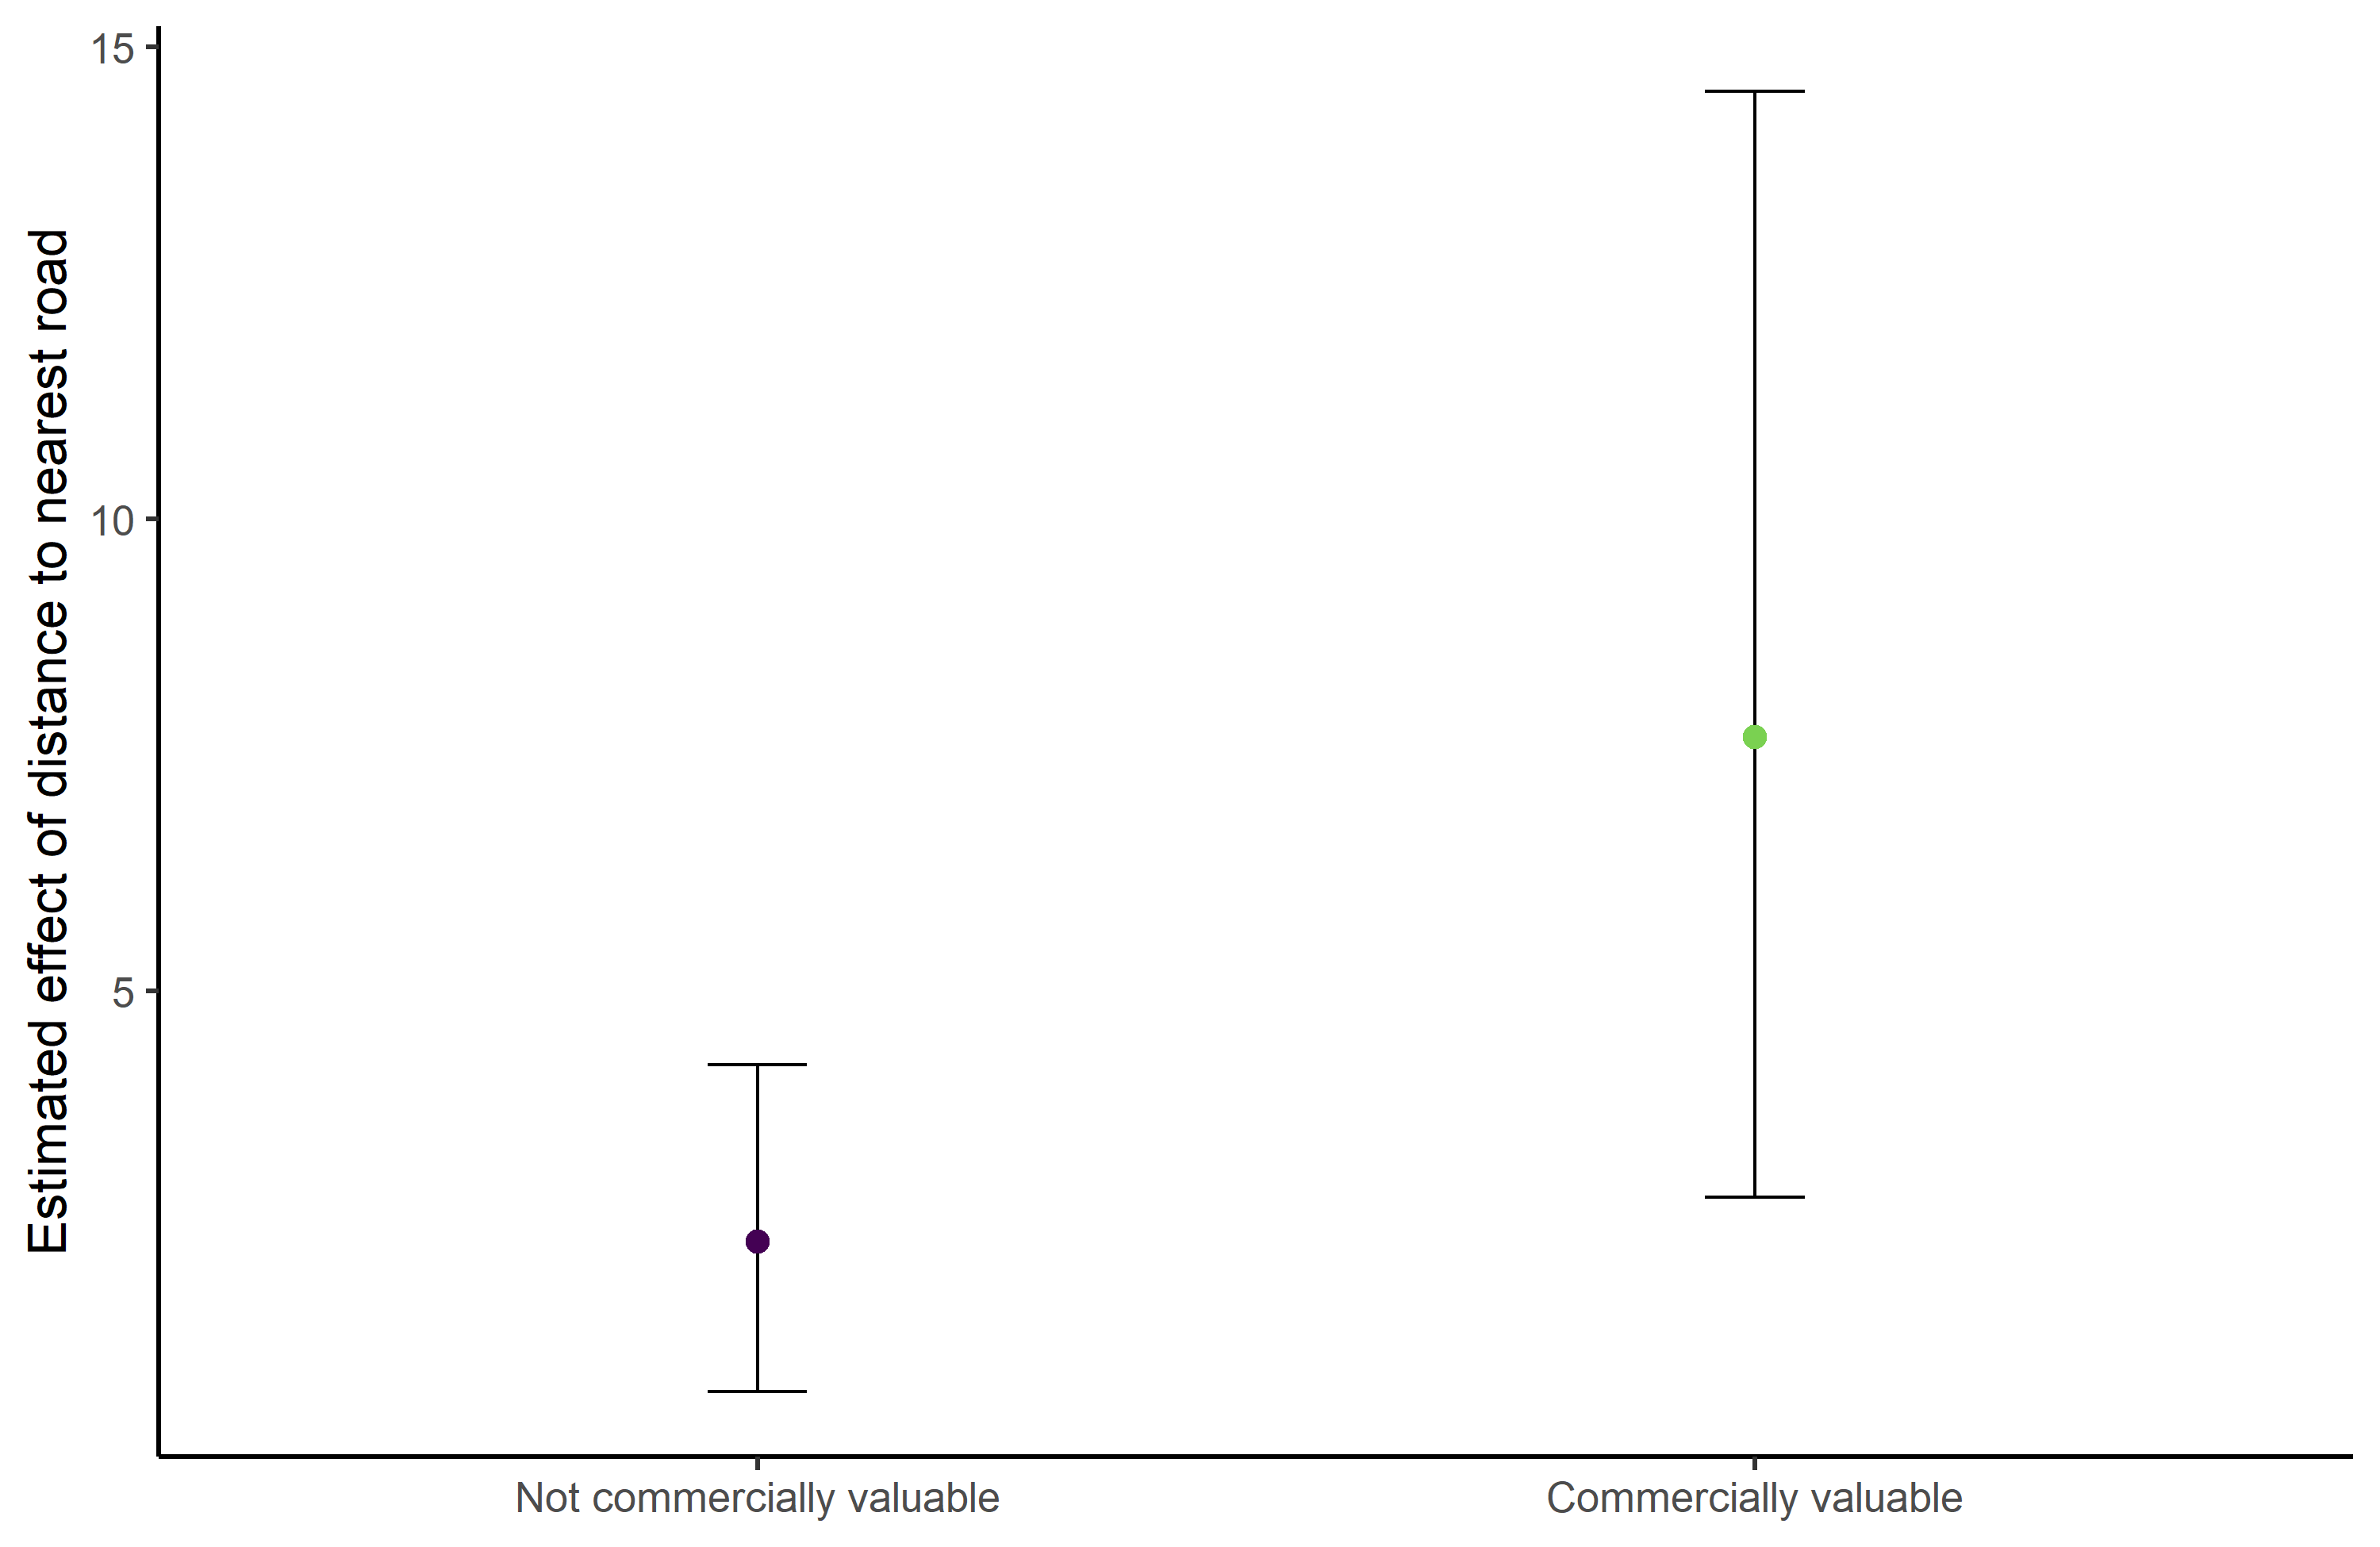 Estimated effect of distance to nearest road
15
10
5
Not commercially valuable
Commercially valuable